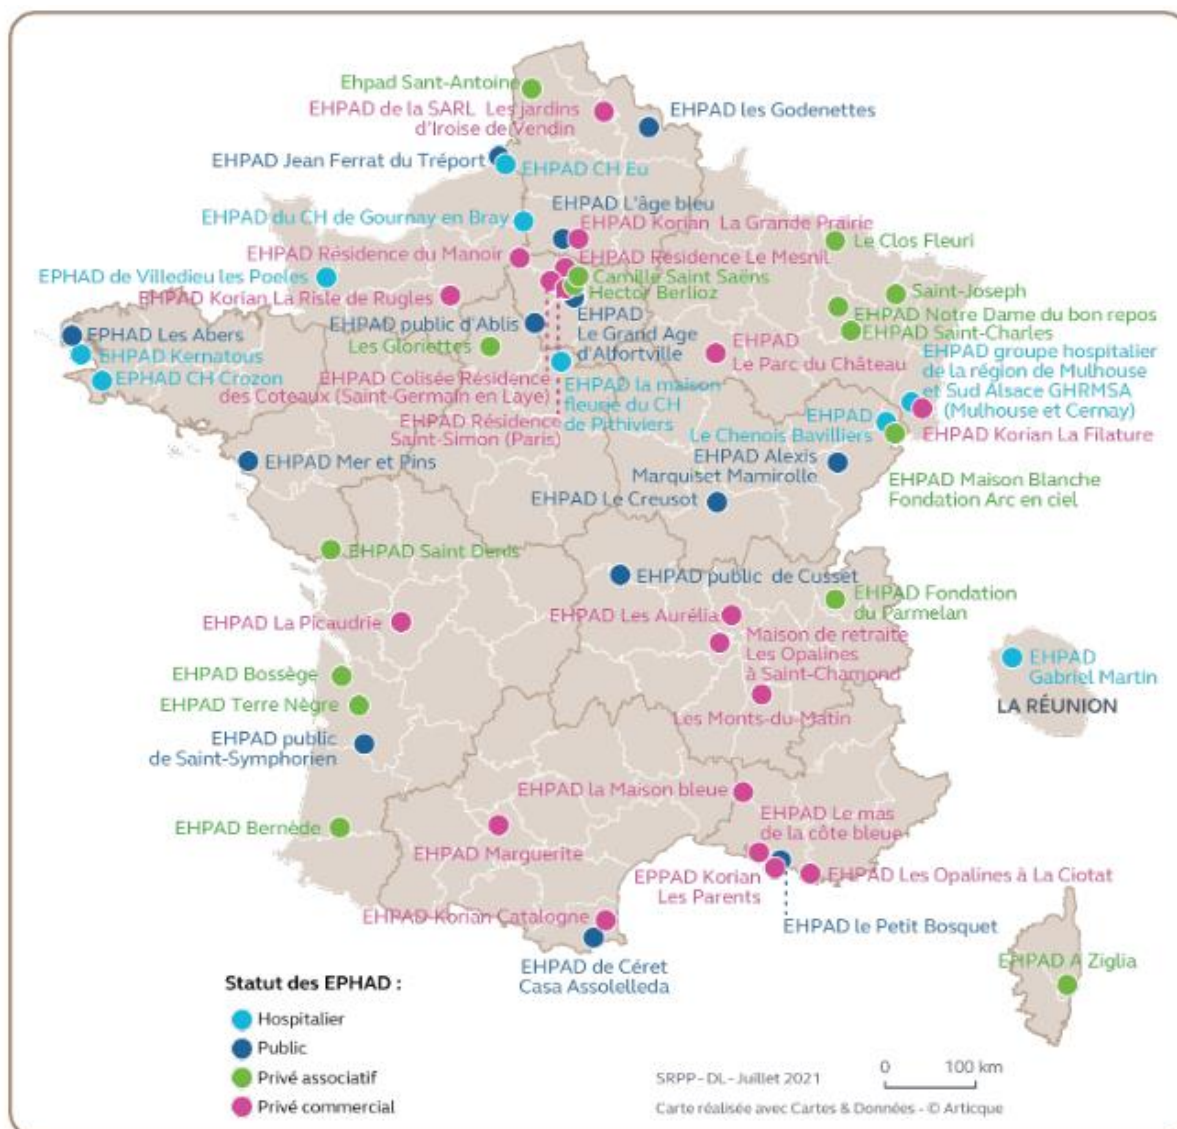 Ehpad Sant-Antoine
EHPAD de la SARL Les jardins
d'Iroise de Vendin
EHPAD les Godenettes
EHPAD Jean Ferrat du Tréport
EHPAD CH Eu
EHPAD L'âge bleu
EHPAD du CH de Gournay en Bray
EHPAD Korian La Grande Prairie
Le Clos Fleuri
EHPAD Résidence du Manoir
EHPAD Résidence Le Mesnil
EPHAD de Villedieu les Poeles
Camille Saint Saëns
Hector Berlioz
Saint-Joseph
EHPAD Korian La Risle de Rugles
EHPAD
Le Grand Age
d'Alfortville
EHPAD Notre Dame du bon repos
EPHAD Les Abers
EHPAD public d'Ablis
EHPAD Saint-Charles
Les Gloriettes
EHPAD
Le Parc du Château
EHPAD Kernatous
EHPAD groupe hospitalier
de la région de Mulhouse
et Sud Alsace GHRMSA
(Mulhouse et Cernay)
EPHAD CH Crozon
EHPAD Colisée Résidence
des Coteaux (Saint-Germain en Laye)
EHPAD la maison
fleurie du CH
de Pithiviers
EHPAD Résidence
Saint-Simon (Paris)
EHPAD
Le Chenois Bavilliers
EHPAD Korian La Filature
EHPAD Mer et Pins
EHPAD Alexis
Marquiset Mamirolle
EHPAD Maison Blanche
Fondation Arc en ciel
EHPAD Le Creusot
EHPAD Saint Denis
EHPAD public de Cusset
EHPAD Fondation
du Parmelan
EHPAD La Picaudrie
EHPAD Les Aurélia
Maison de retraite
Les Opalines
à Saint-Chamond
EHPAD
Gabriel Martin
LA RÉUNION
EHPAD Bossège
EHPAD Terre Nègre
Les Monts-du-Matin
EHPAD public
de Saint-Symphorien
EHPAD la Maison bleue
EHPAD Le mas
de la côte bleue
EHPAD Bernède
EHPAD Marguerite
EPPAD Korian
Les Parents
EHPAD Les Opalines à La Ciotat
EHPAD Korian Catalogne
EHPAD le Petit Bosquet
EHPAD de Céret
Casa Assolelleda
EHPAD A Ziglia
Statut des EPHAD :
Hospitalier
Public
Privé associatif
Privé commercial
0 100 km
SRPP - DL - Juillet 2021
Carte réalisée avec Cartes & Données - © Articque